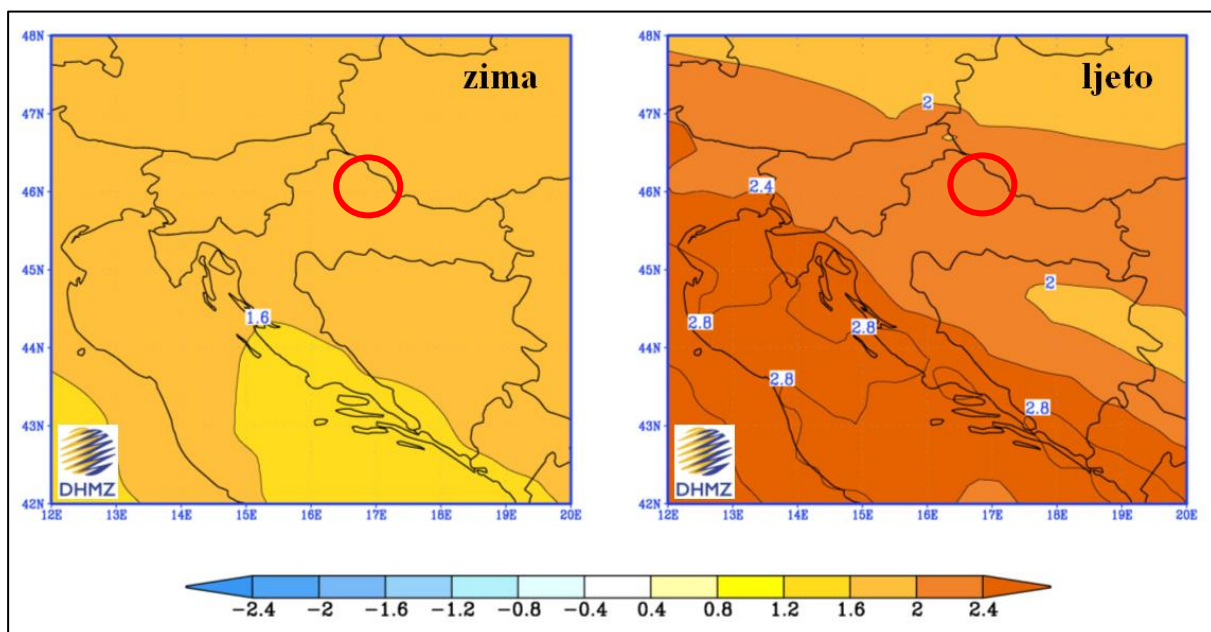 zima
48N
47N
46N
45N
44N
43N
42N
1.6
DHMZ
12E 13E 14E 15E 16E 17E 18E 19E 20E
ljeto
48N
47N
46N
45N
44N
43N
42N
2
2.4
2
2.8
2.8
2.8
2.8
DHMZ
12E 13E 14E 15E 16E 17E 18E 19E 20E
-2.4 -2 -1.6 -1.2 -0.8 -0.4 0.4 0.8 1.2 1.6 2 2.4